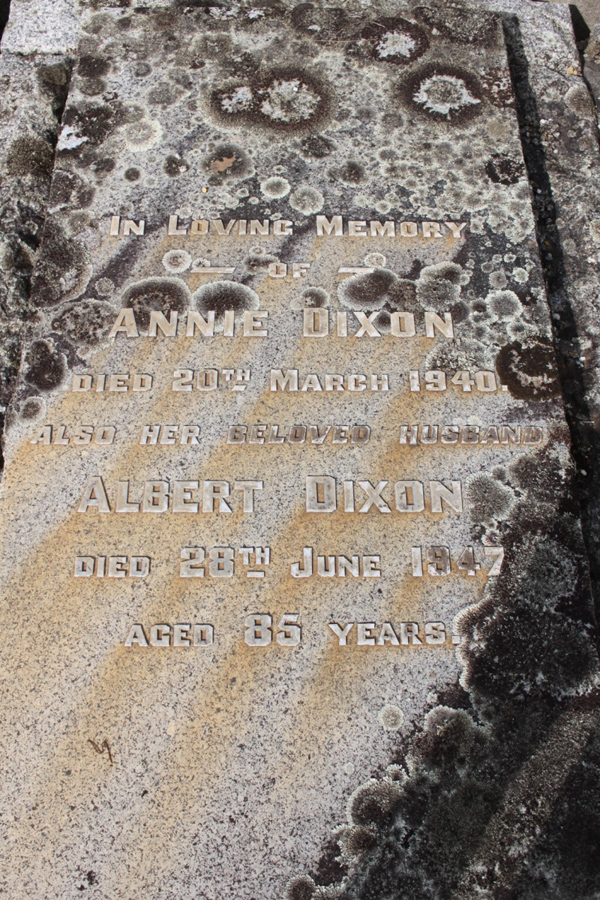 In Loving Memory
of
Annie Dixon
died 20th March 1940.
also her beloved husband
Albert Dixon
died 28th June 1947
aged 85 years.